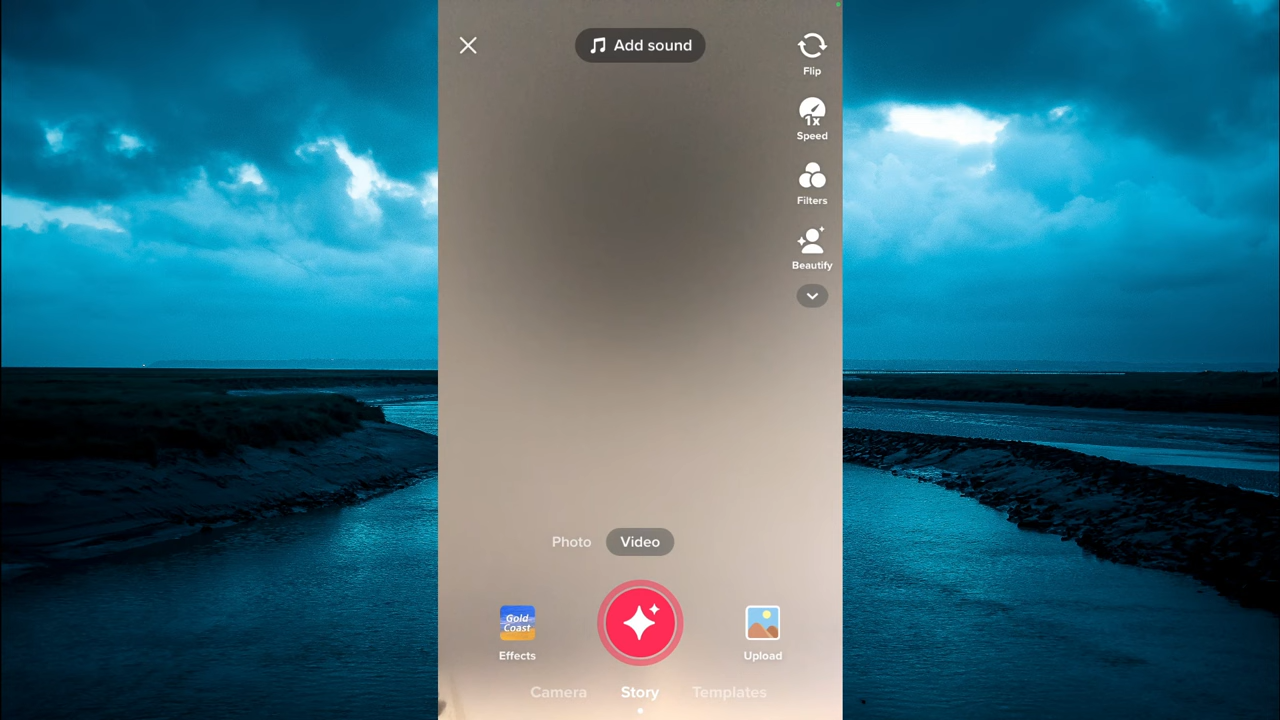 Add sound
Flip
1x
Speed
Filters
Beautify
Photo
Video
Gold
Coast
Effects
Upload
Camera
Story
Templates